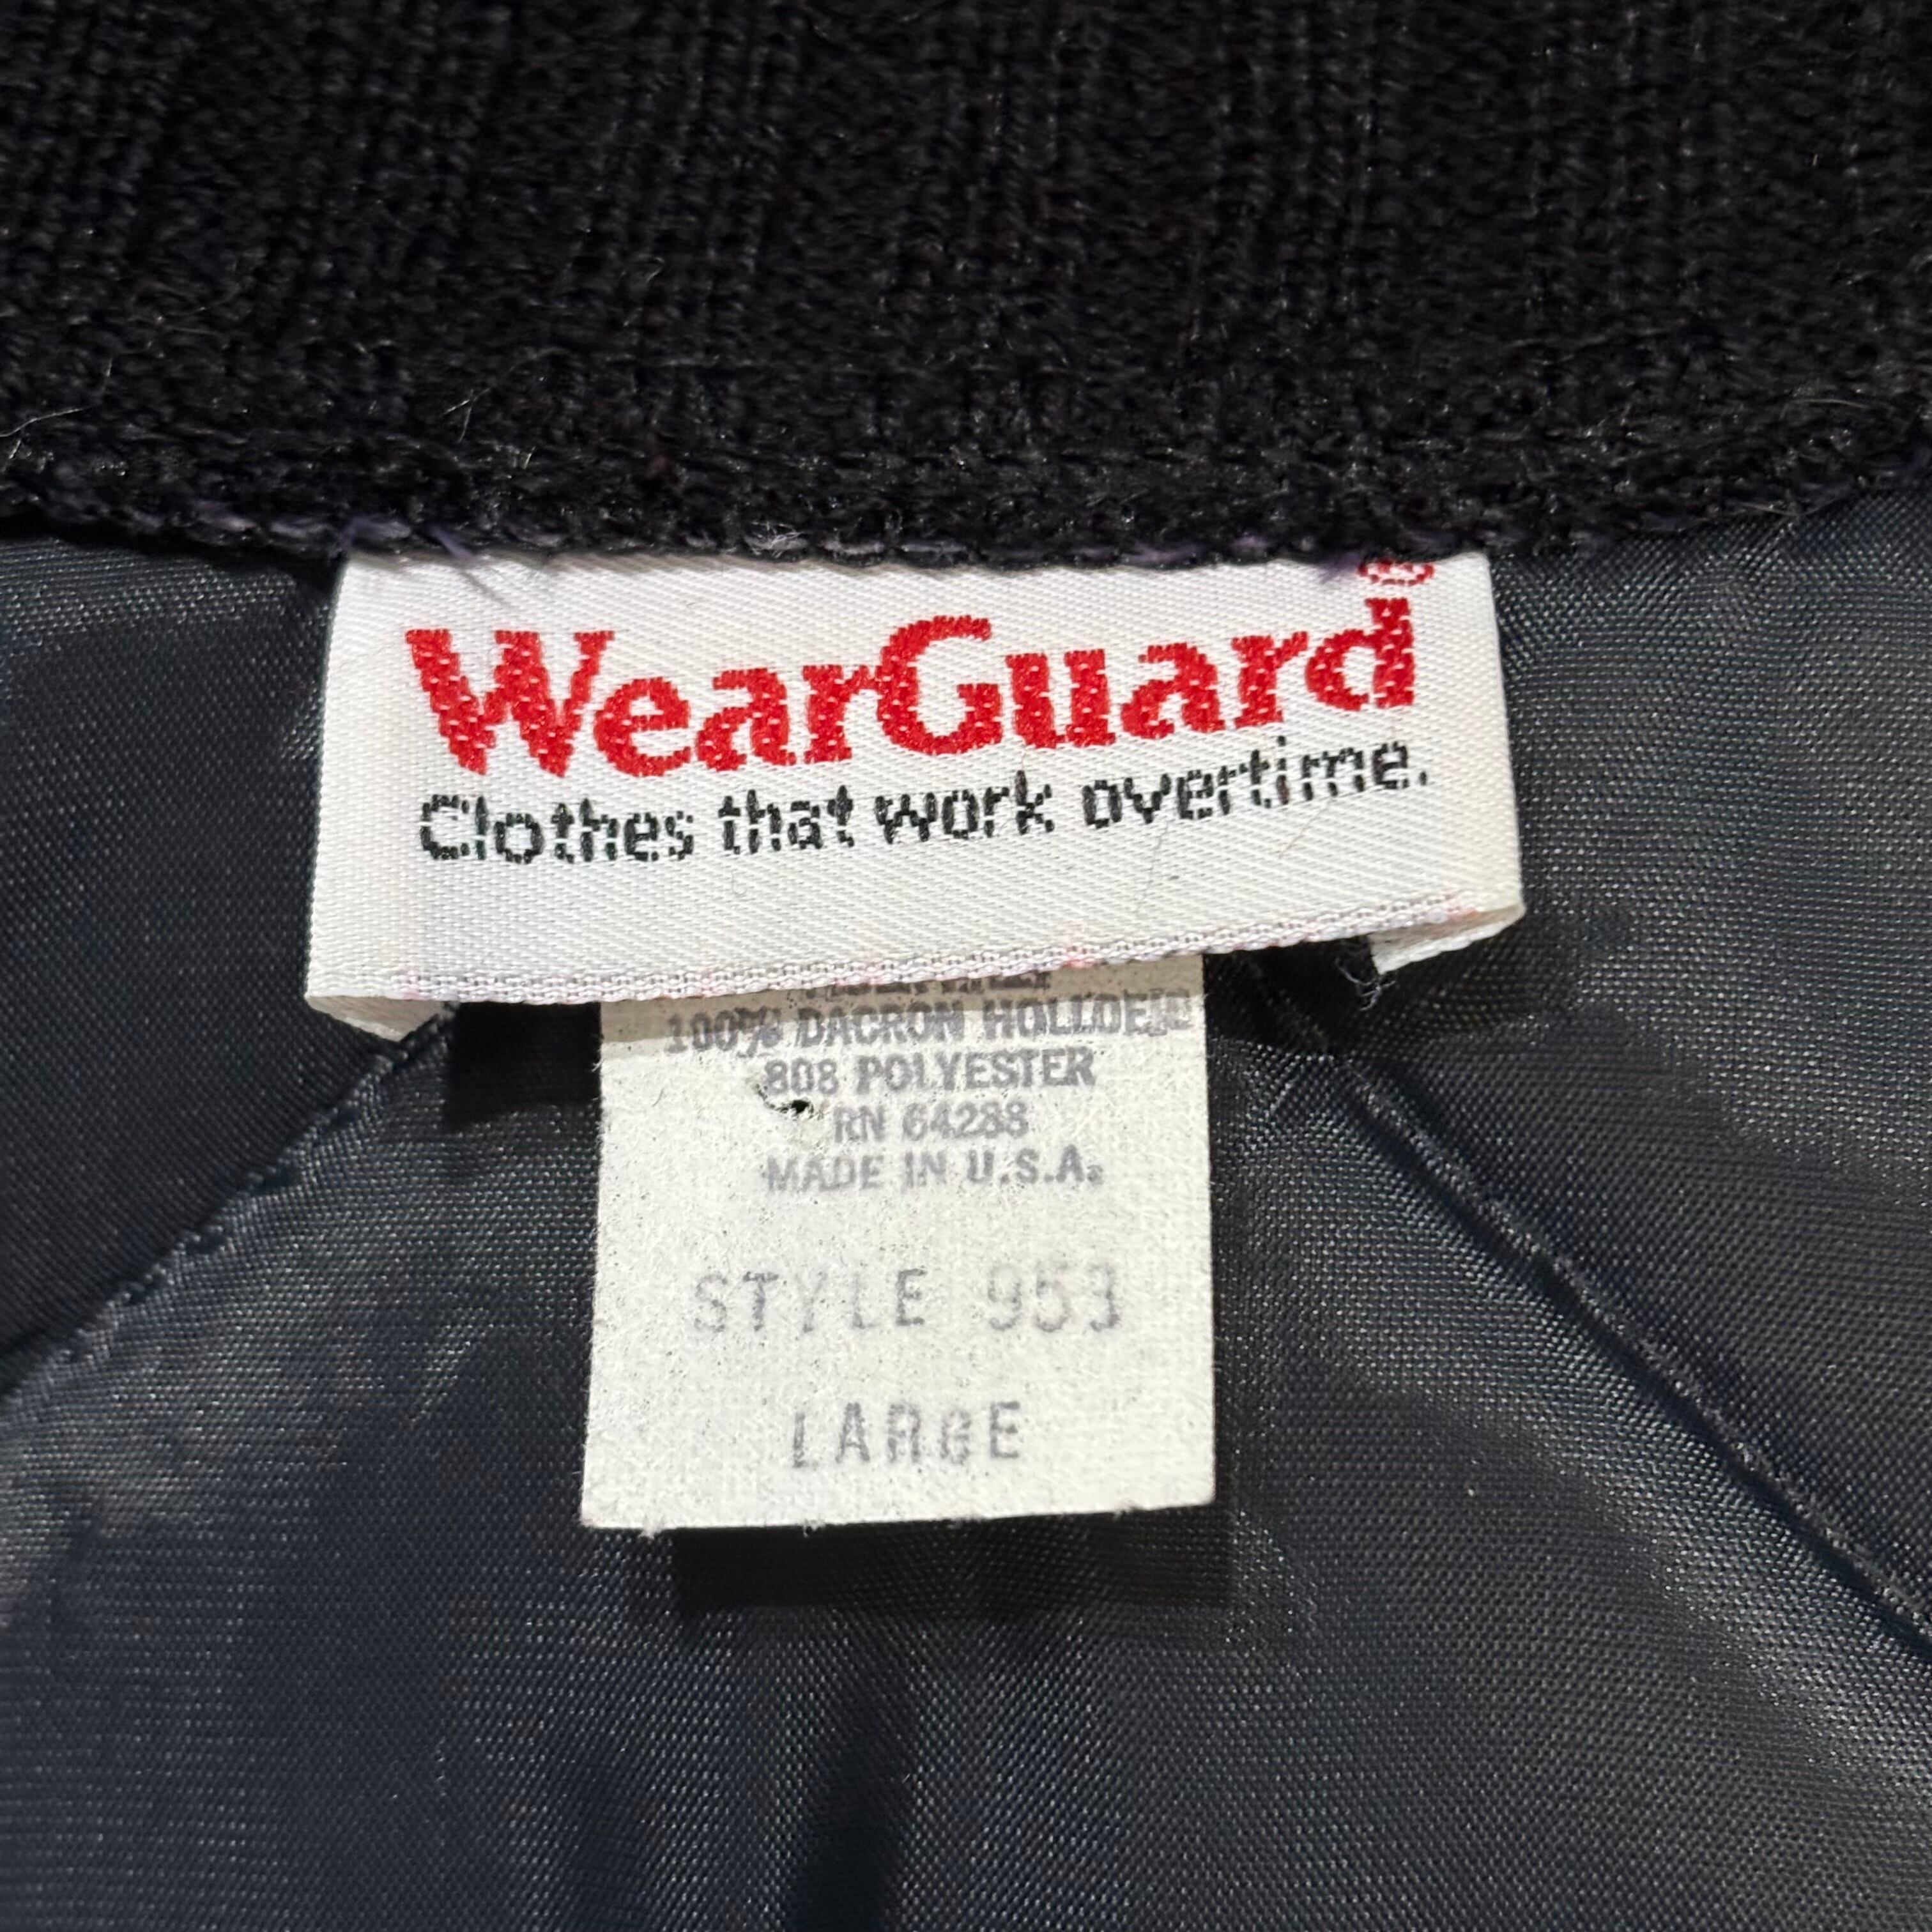 WearGuard®
Clothes that work overtime.
100% DACRON HOLLOFIL
808 POLYESTER
RN 64288
MADE IN U.S.A.
STYLE 953
LARGE